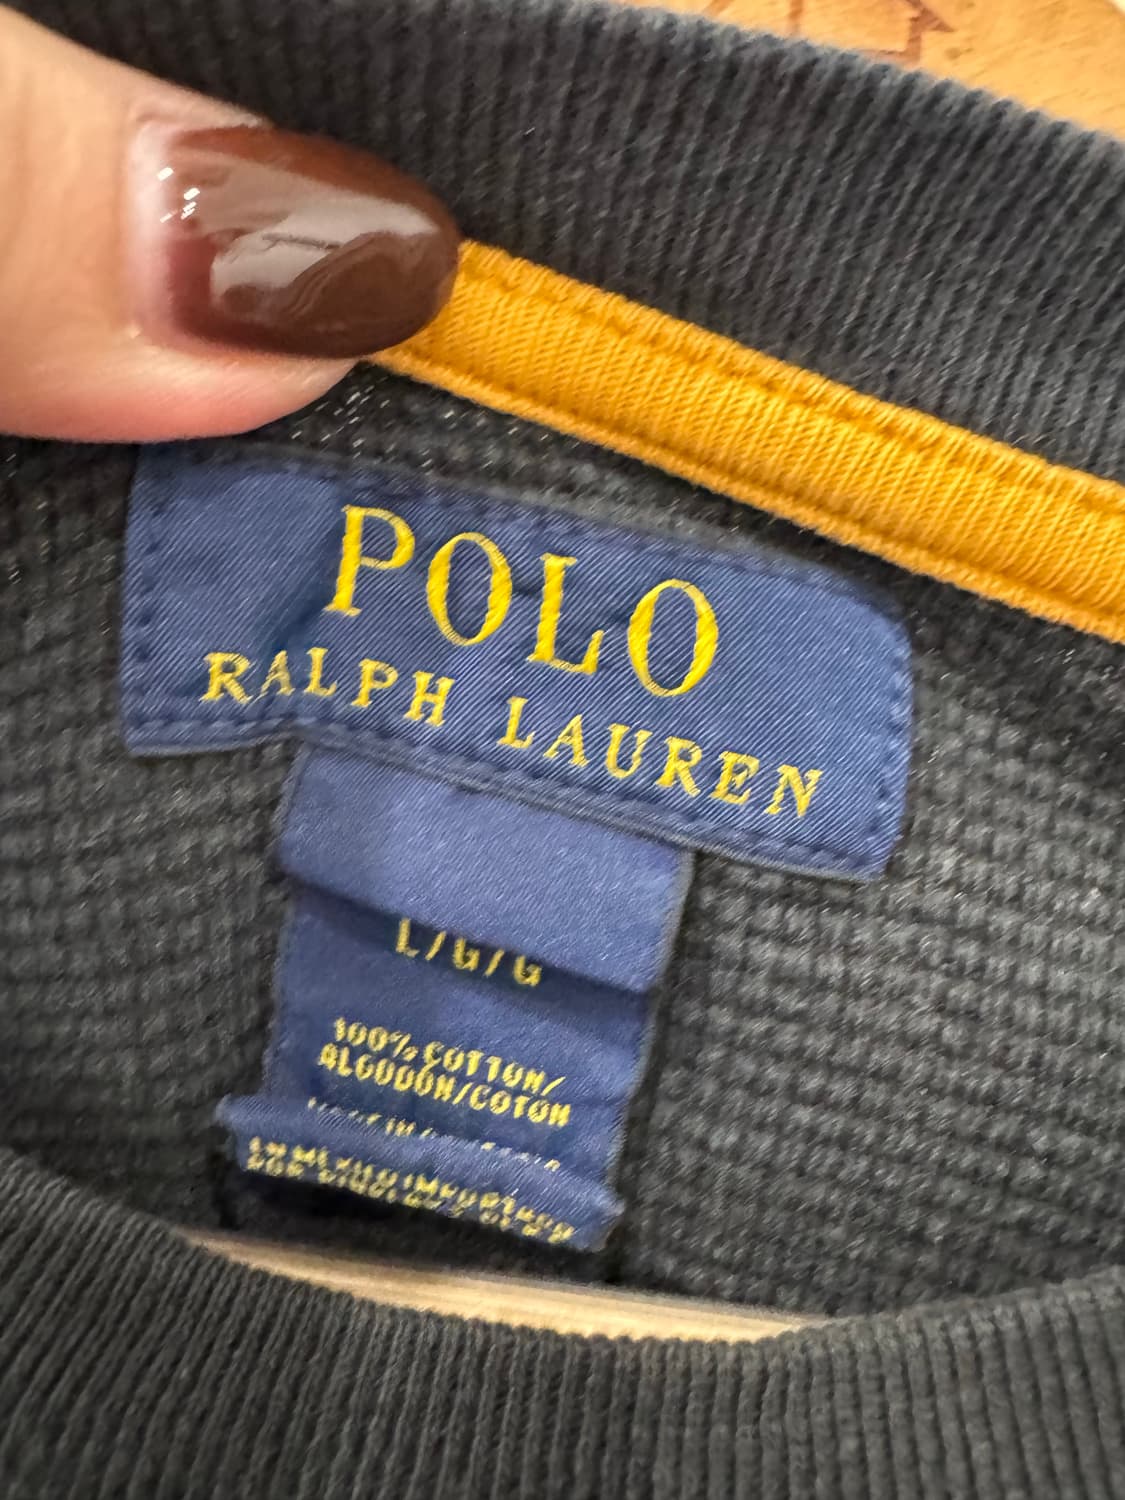 POLO
RALPH LAUREN
L/G/G
100% COTTON/
ALGODÓN/COTON